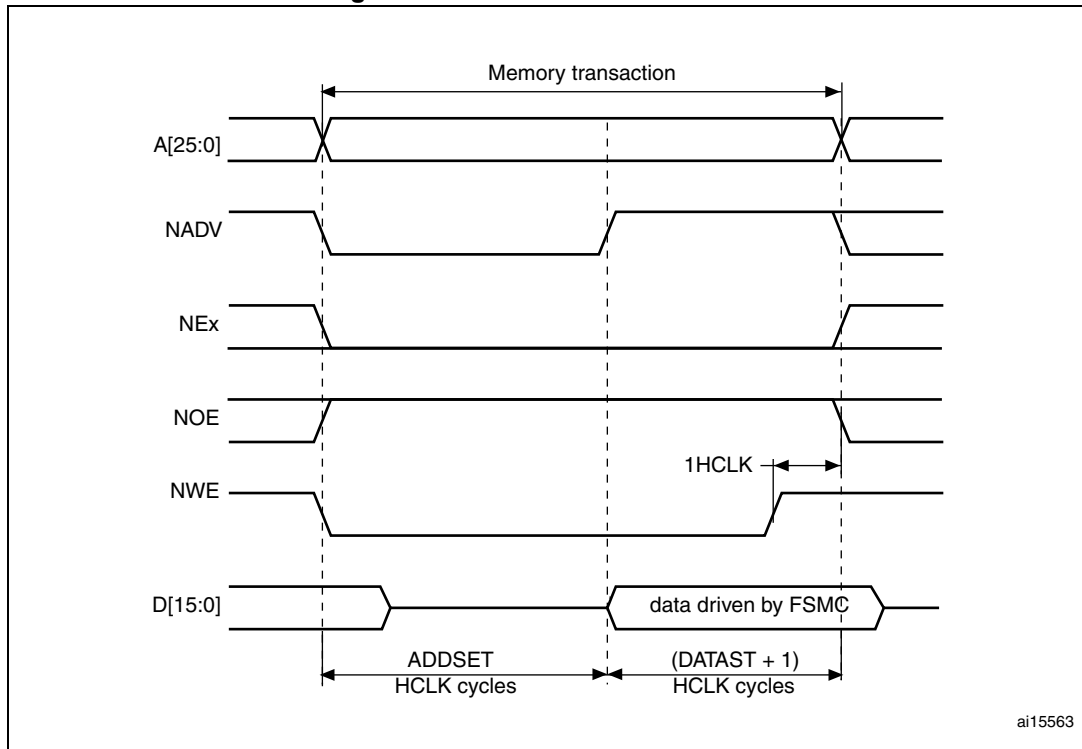 Memory transaction
A[25:0]
NADV
NEx
NOE
1HCLK
NWE
D[15:0]
data driven by FSMC
ADDSET
HCLK cycles
(DATAST + 1)
HCLK cycles
ai15563